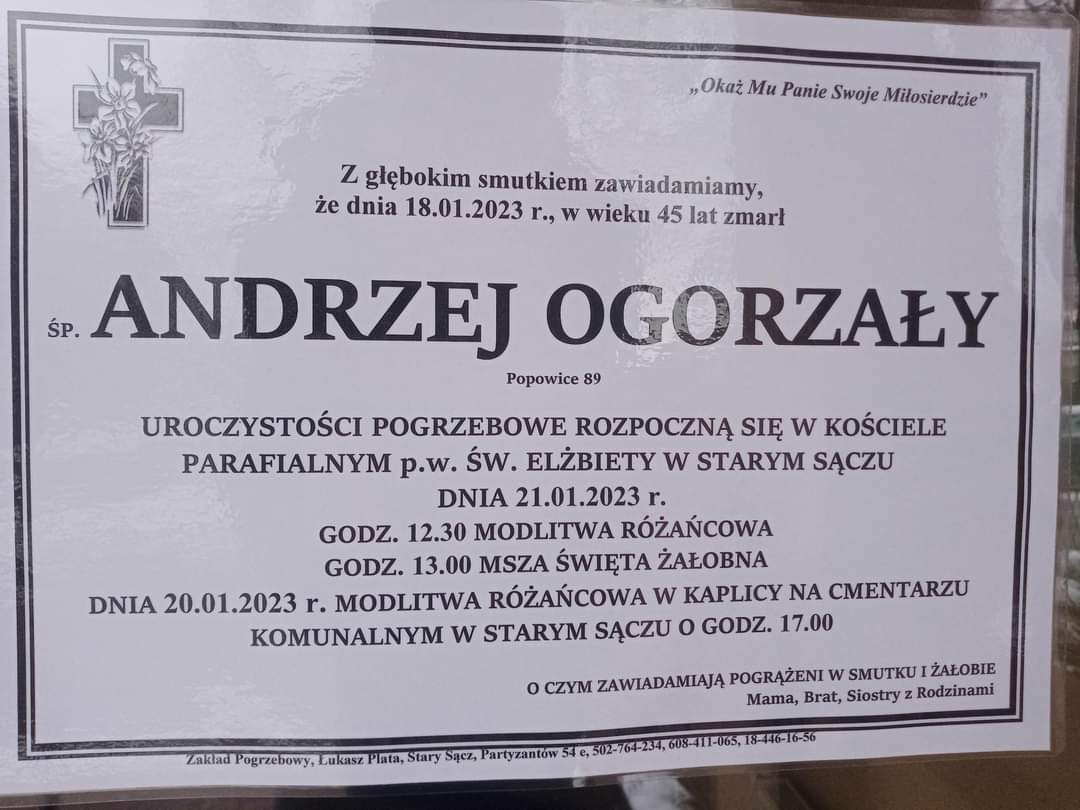 „Okaż Mu Panie Swoje Miłosierdzie”
Z głębokim smutkiem zawiadamiamy,
że dnia 18.01.2023 r., w wieku 45 lat zmarł
ŚP. ANDRZEJ OGORZAŁY
Popowice 89
UROCZYSTOŚCI POGRZEBOWE ROZPOCZNĄ SIĘ W KOŚCIELE
PARAFIALNYM p.w. ŚW. ELŻBIETY W STARYM SĄCZU
DNIA 21.01.2023 r.
GODZ. 12.30 MODLITWA RÓŻAŃCOWA
GODZ. 13.00 MSZA ŚWIĘTA ŻAŁOBNA
DNIA 20.01.2023 r. MODLITWA RÓŻAŃCOWA W KAPLICY NA CMENTARZU
KOMUNALNYM W STARYM SĄCZU O GODZ. 17.00
O CZYM ZAWIADAMIAJĄ POGRĄŻENI W SMUTKU I ŻAŁOBIE
Mama, Brat, Siostry z Rodzinami
Zakład Pogrzebowy, Łukasz Plata, Stary Sącz, Partyzantów 54 e, 502-764-234, 608-411-065, 18-446-16-56